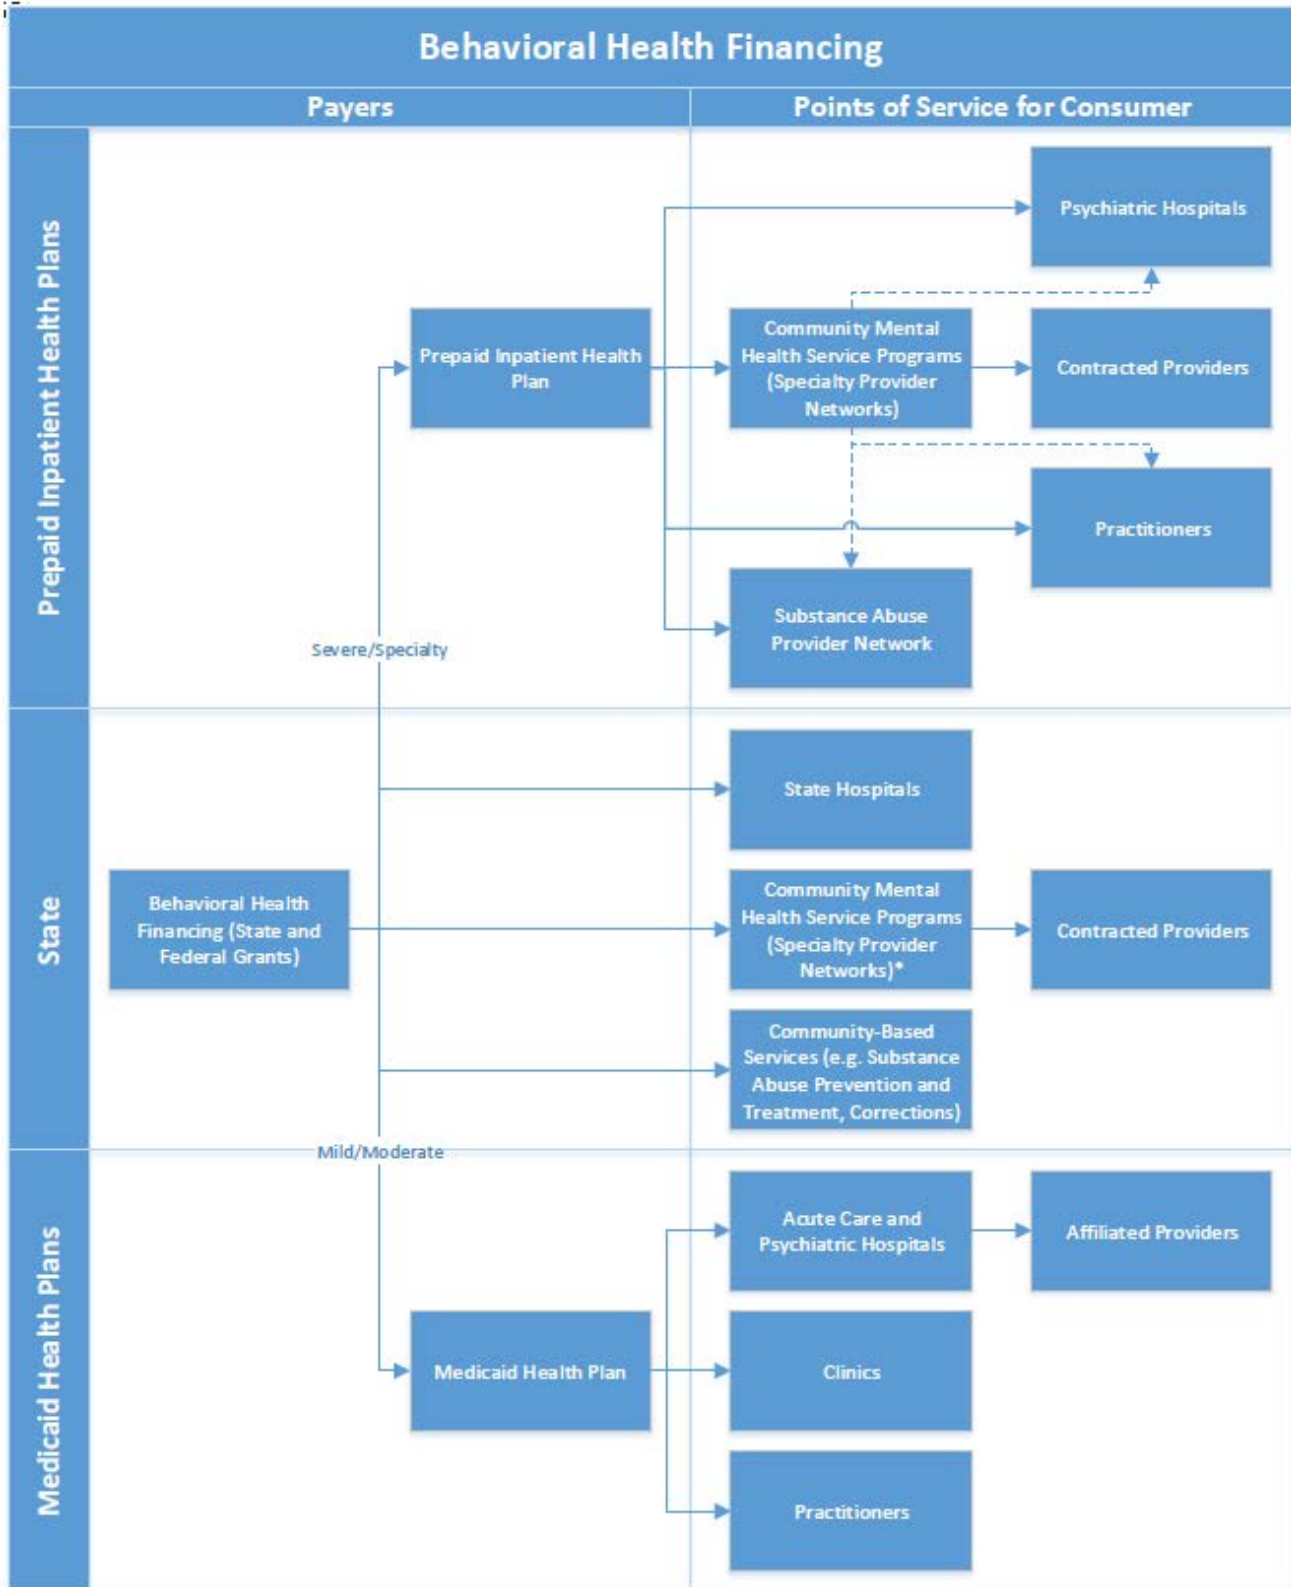 Behavioral Health Financing
Payers
Points of Service for Consumer
Prepaid Inpatient Health Plans
Psychiatric Hospitals
Prepaid Inpatient Health
Plan
Community Mental
Health Service Programs
(Specialty Provider
Networks)
Contracted Providers
Practitioners
Substance Abuse
Provider Network
Severe/Specialty
State
State Hospitals
Behavioral Health
Financing (State and
Federal Grants)
Community Mental
Health Service Programs
(Specialty Provider
Networks)*
Contracted Providers
Community-Based
Services (e.g. Substance
Abuse Prevention and
Treatment, Corrections)
Mild/Moderate
Medicaid Health Plans
Acute Care and
Psychiatric Hospitals
Affiliated Providers
Medicaid Health Plan
Clinics
Practitioners